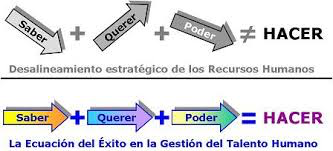 Saber + Querer + Poder ≠ HACER
Desalineamiento estratégico de los Recursos Humanos
Saber + Querer + Poder = HACER
La Ecuación del Éxito en la Gestión del Talento Humano